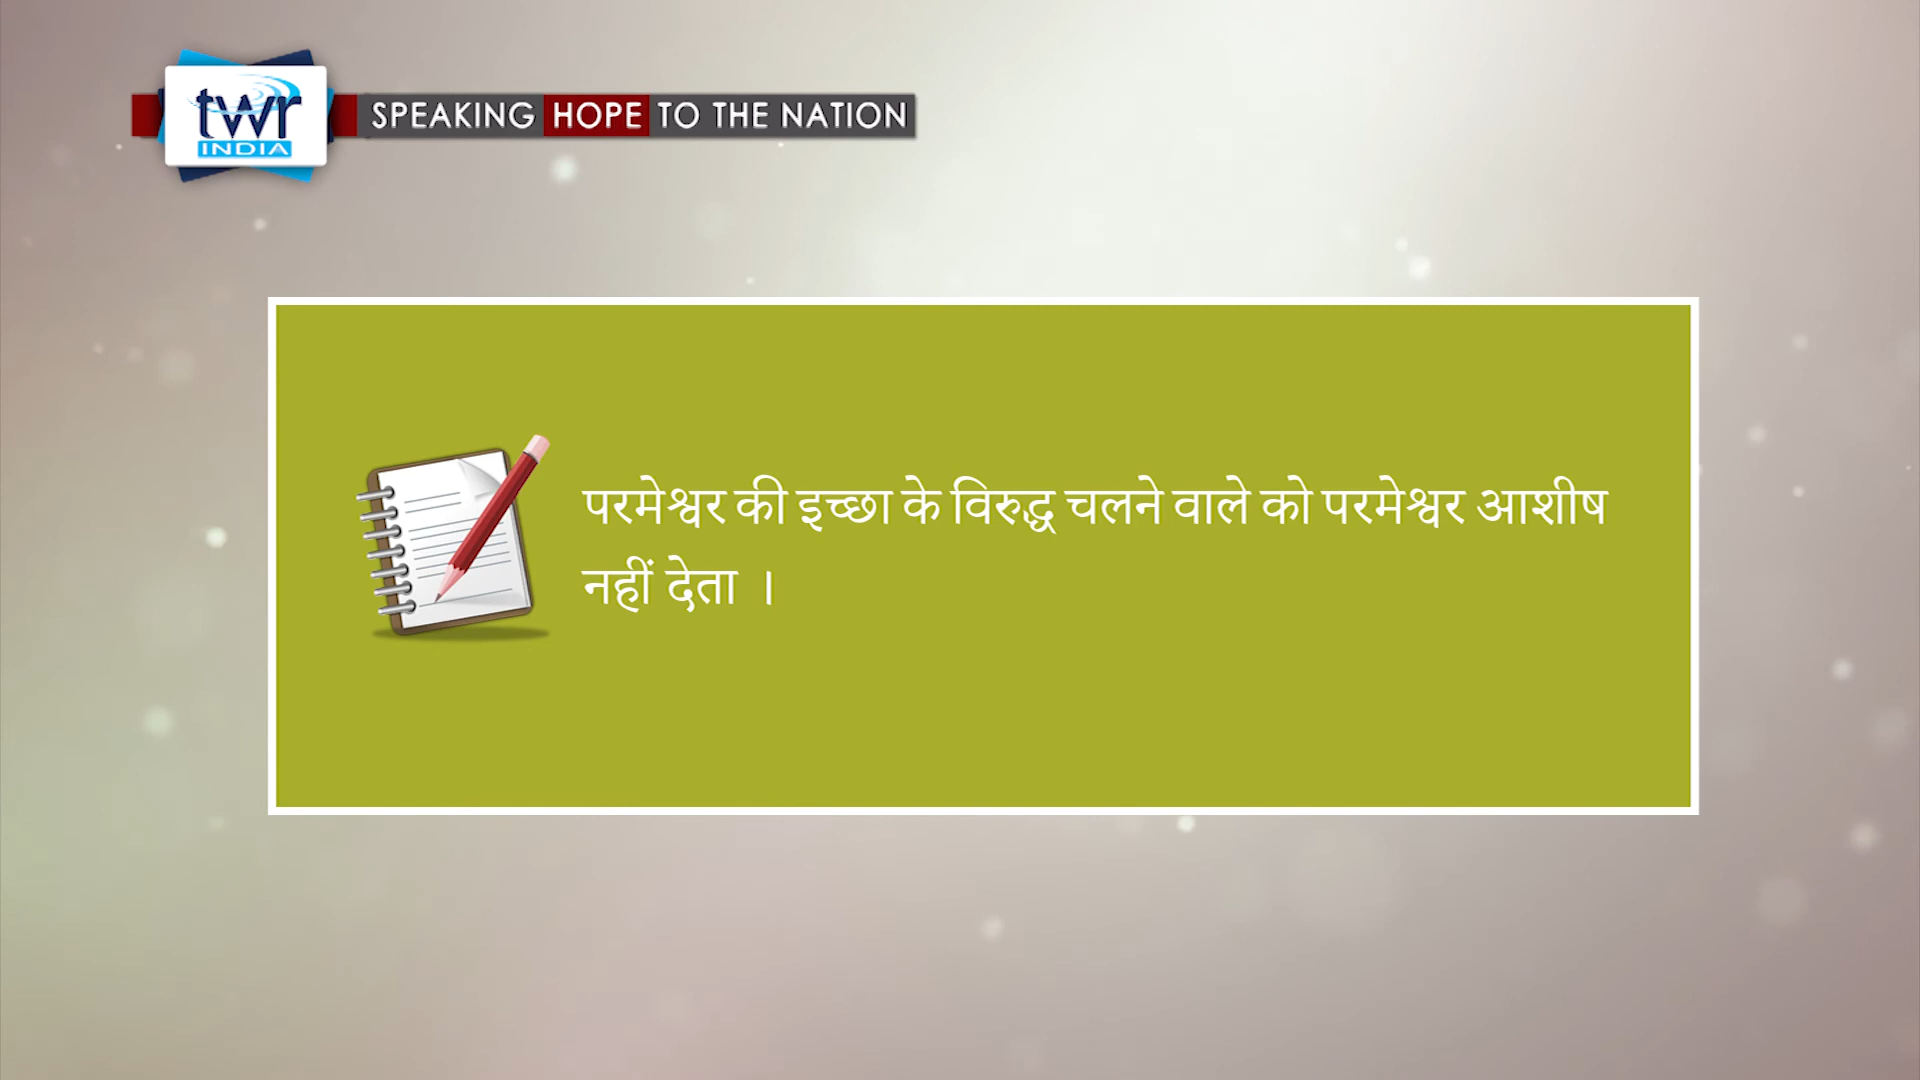 twr
INDIA
SPEAKING HOPE TO THE NATION
परमेश्वर की इच्छा के विरुद्ध चलने वाले को परमेश्वर आशीष
नहीं देता ।